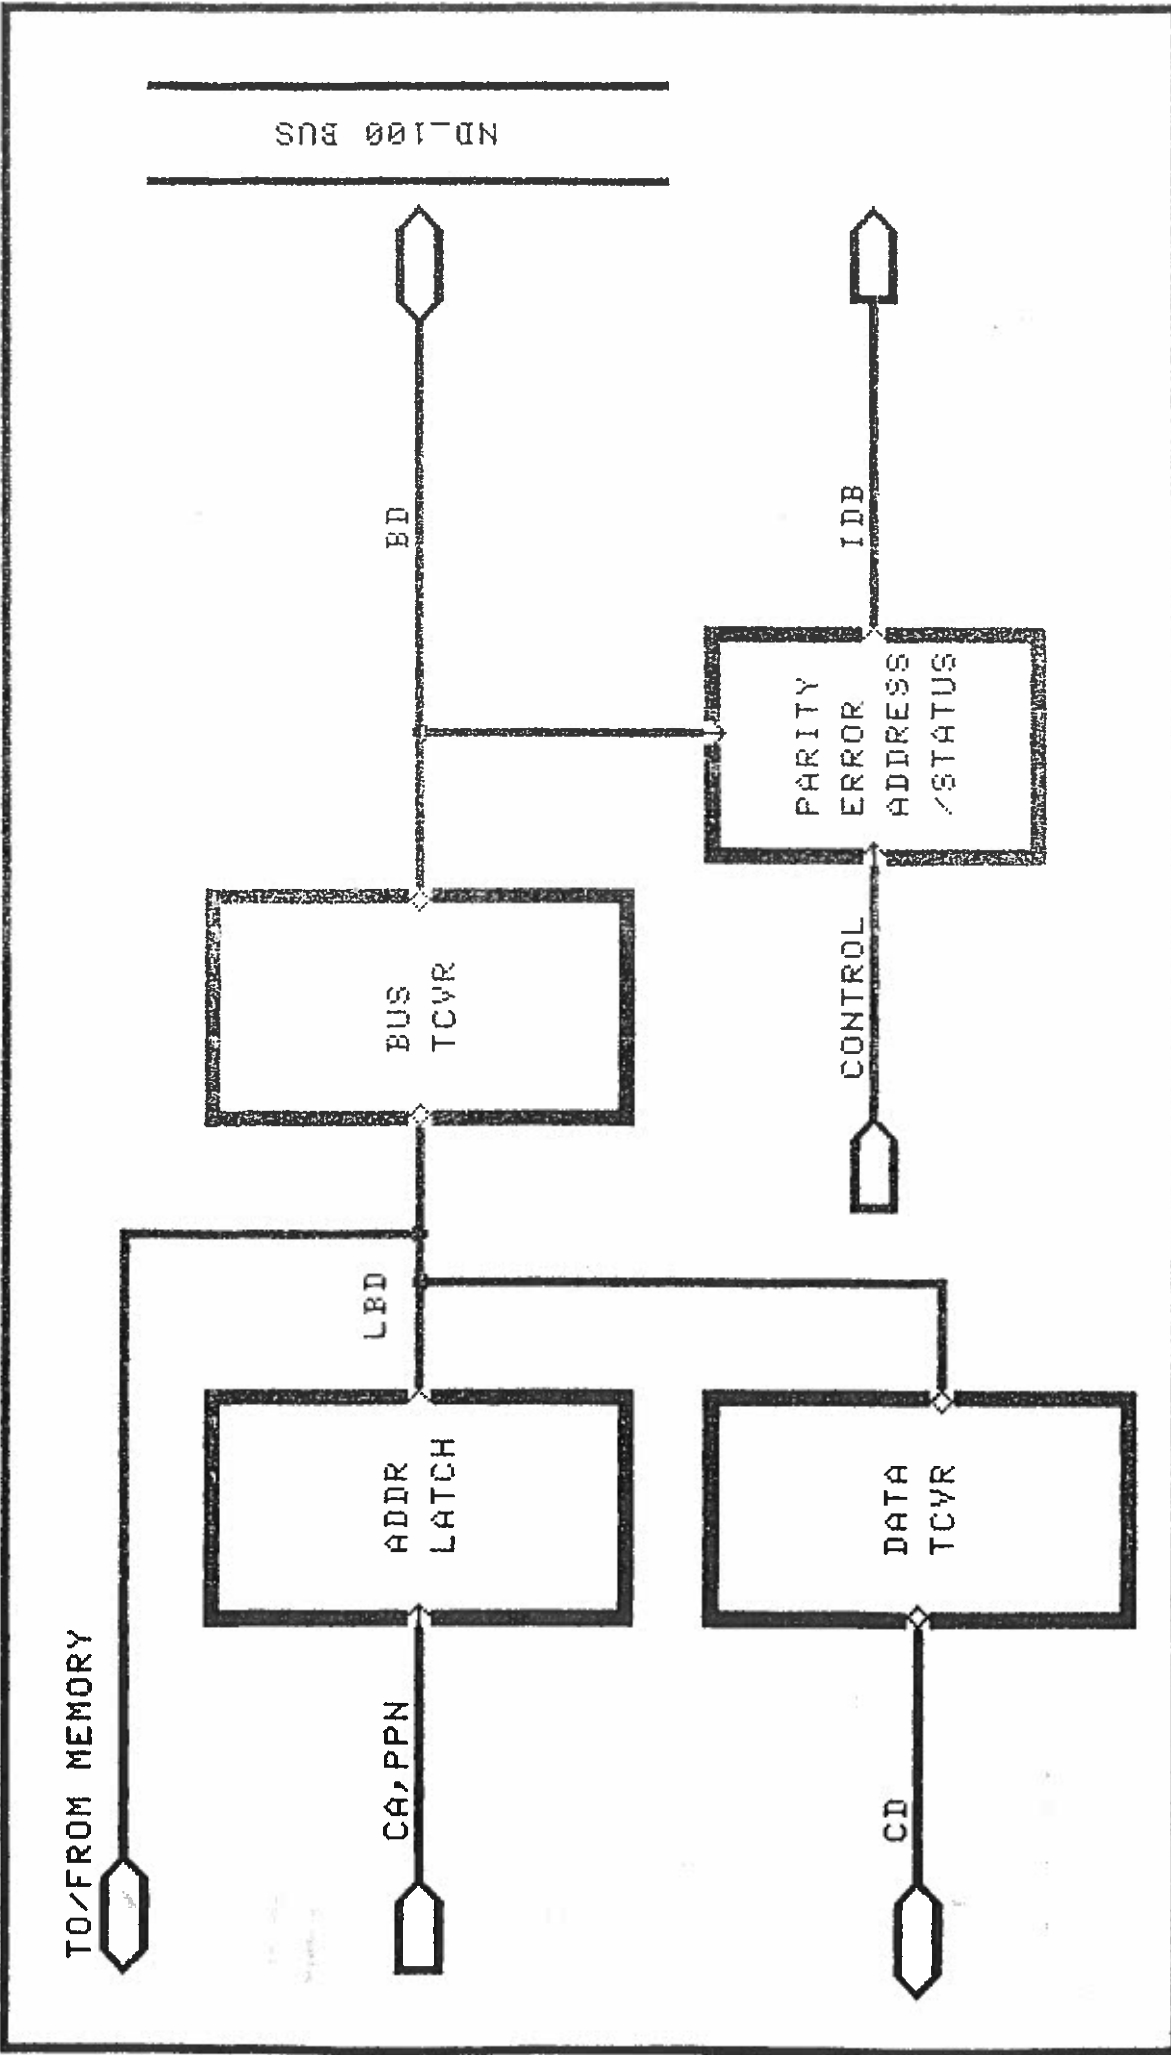 TO/FROM MEMORY
CA,PPN
ADDR
LATCH
LBD
BUS
TCVR
BD
ND_100 BUS
CD
DATA
TCVR
CONTROL
PARITY
ERROR
ADDRESS
/STATUS
IDB